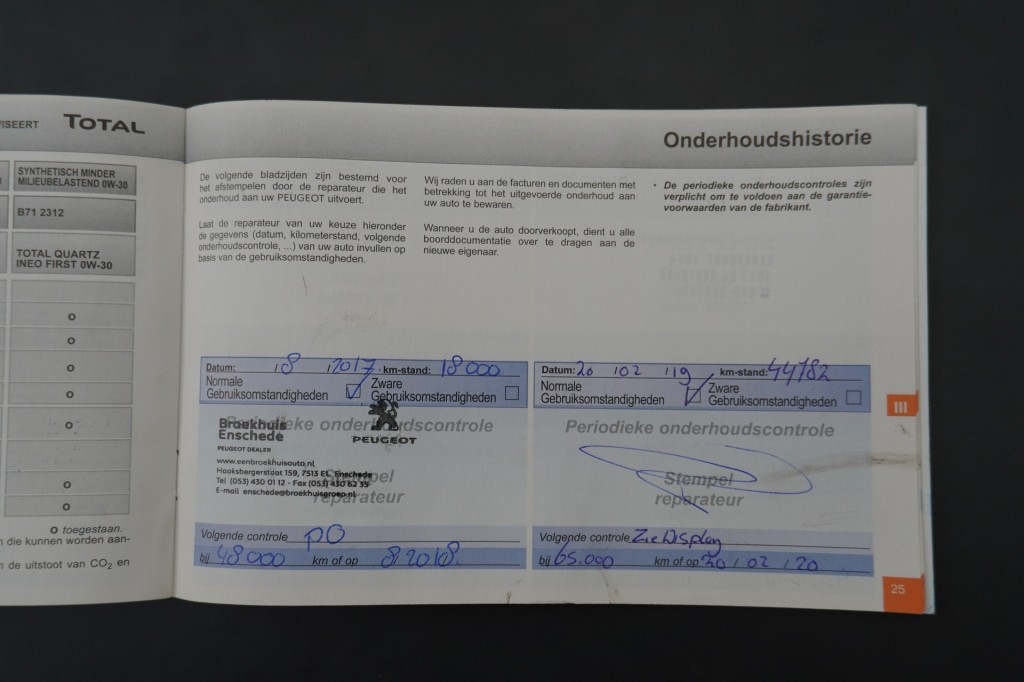 ISEERT TOTAL
SYNTHETISCH MINDER
MILIEUBELASTEND 0W-30
B71 2312
TOTAL QUARTZ
INEO FIRST 0W-30
o
o
o
o
o
o
o
o toegestaan.
n die kunnen worden aan-
n de uitstoot van CO2 en
Onderhoudshistorie
De volgende bladzijden zijn bestemd voor
het afstempelen door de reparateur die het
onderhoud aan uw PEUGEOT uitvoert.
Laat de reparateur van uw keuze hieronder
de gegevens (datum, kilometerstand, volgende
onderhoudscontrole, ...) van uw auto invullen op
basis van de gebruiksomstandigheden.
Wij raden u aan de facturen en documenten met
betrekking tot het uitgevoerde onderhoud aan
uw auto te bewaren.
Wanneer u de auto doorverkoopt, dient u alle
boorddocumentatie over te dragen aan de
nieuwe eigenaar.
• De periodieke onderhoudscontroles zijn
verplicht om te voldoen aan de garantie-
voorwaarden van de fabrikant.
Datum: / 8 / 2017 km-stand: 18000
Normale Gebruiksomstandigheden
Zware Gebruiksomstandigheden
Periodieke onderhoudscontrole
Broekhuis
Enschede
PEUGEOT DEALER
PEUGEOT
www.eenbroekhuisauto.nl
Haaksbergerstraat 159, 7513 EL Enschede
Tel (053) 430 01 12 - Fax (053) 430 62 35
E-mail enschede@broekhuisgroep.nl
Stempel
reparateur
Volgende controle PO
bij 48000 km of op 8/2018.
Datum: 20 / 02 / 19 km-stand: 44782
Normale Gebruiksomstandigheden
Zware Gebruiksomstandigheden
Periodieke onderhoudscontrole
Stempel
reparateur
Volgende controle Zie Display
bij 65.000 km of op 20 / 02 / 20
III
25